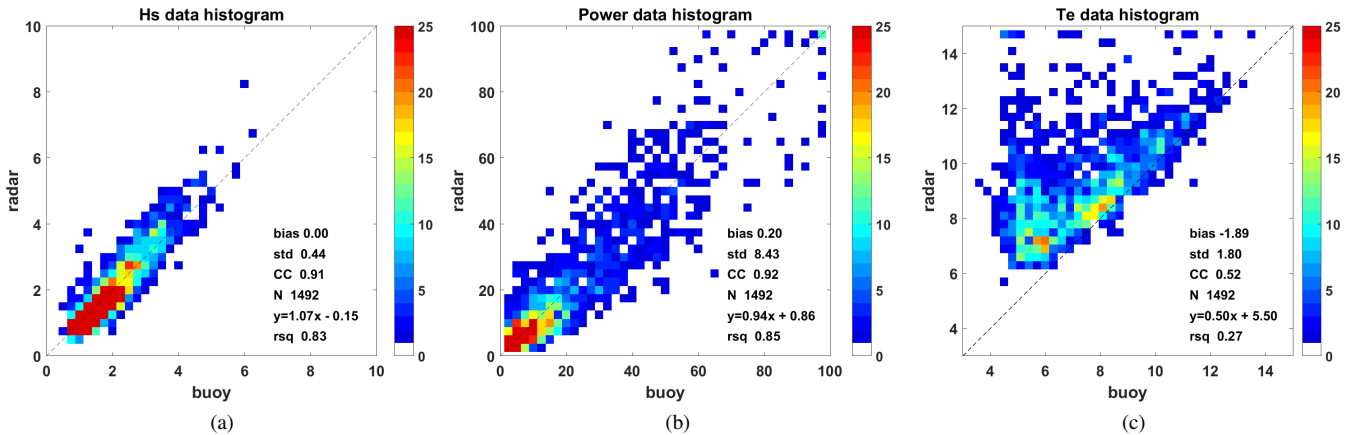 Hs data histogram
10
8
6
4
2
0
radar
0 2 4 6 8 10
buoy
bias 0.00
std 0.44
CC 0.91
N 1492
y=1.07x - 0.15
rsq 0.83
25
20
15
10
5
0
(a)
Power data histogram
100
80
60
40
20
0
radar
0 20 40 60 80 100
buoy
bias 0.20
std 8.43
CC 0.92
N 1492
y=0.94x + 0.86
rsq 0.85
25
20
15
10
5
0
(b)
Te data histogram
14
12
10
8
6
4
radar
4 6 8 10 12 14
buoy
bias -1.89
std 1.80
CC 0.52
N 1492
y=0.50x + 5.50
rsq 0.27
25
20
15
10
5
0
(c)